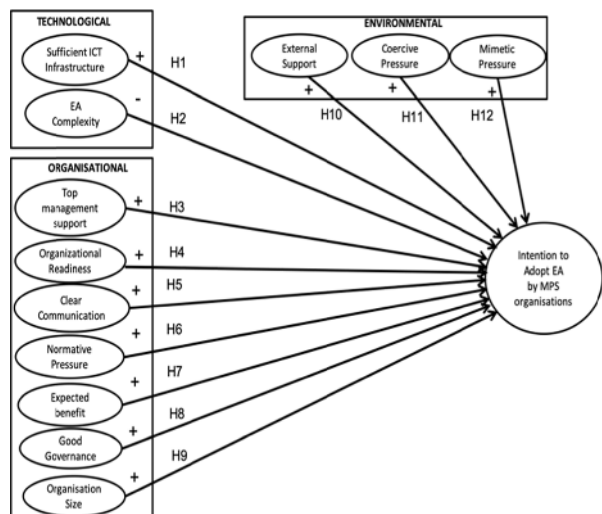 TECHNOLOGICAL
Sufficient ICT
Infrastructure
+
H1
EA
Complexity
-
H2
ENVIRONMENTAL
External
Support
+
H10
Coercive
Pressure
+
H11
Mimetic
Pressure
+
H12
ORGANISATIONAL
Top
management
support
+
H3
Organizational
Readiness
+
H4
Clear
Communication
+
H5
Normative
Pressure
+
H6
Expected
benefit
+
H7
Good
Governance
+
H8
Organisation
Size
+
H9
Intention to
Adopt EA
by MPS
organisations